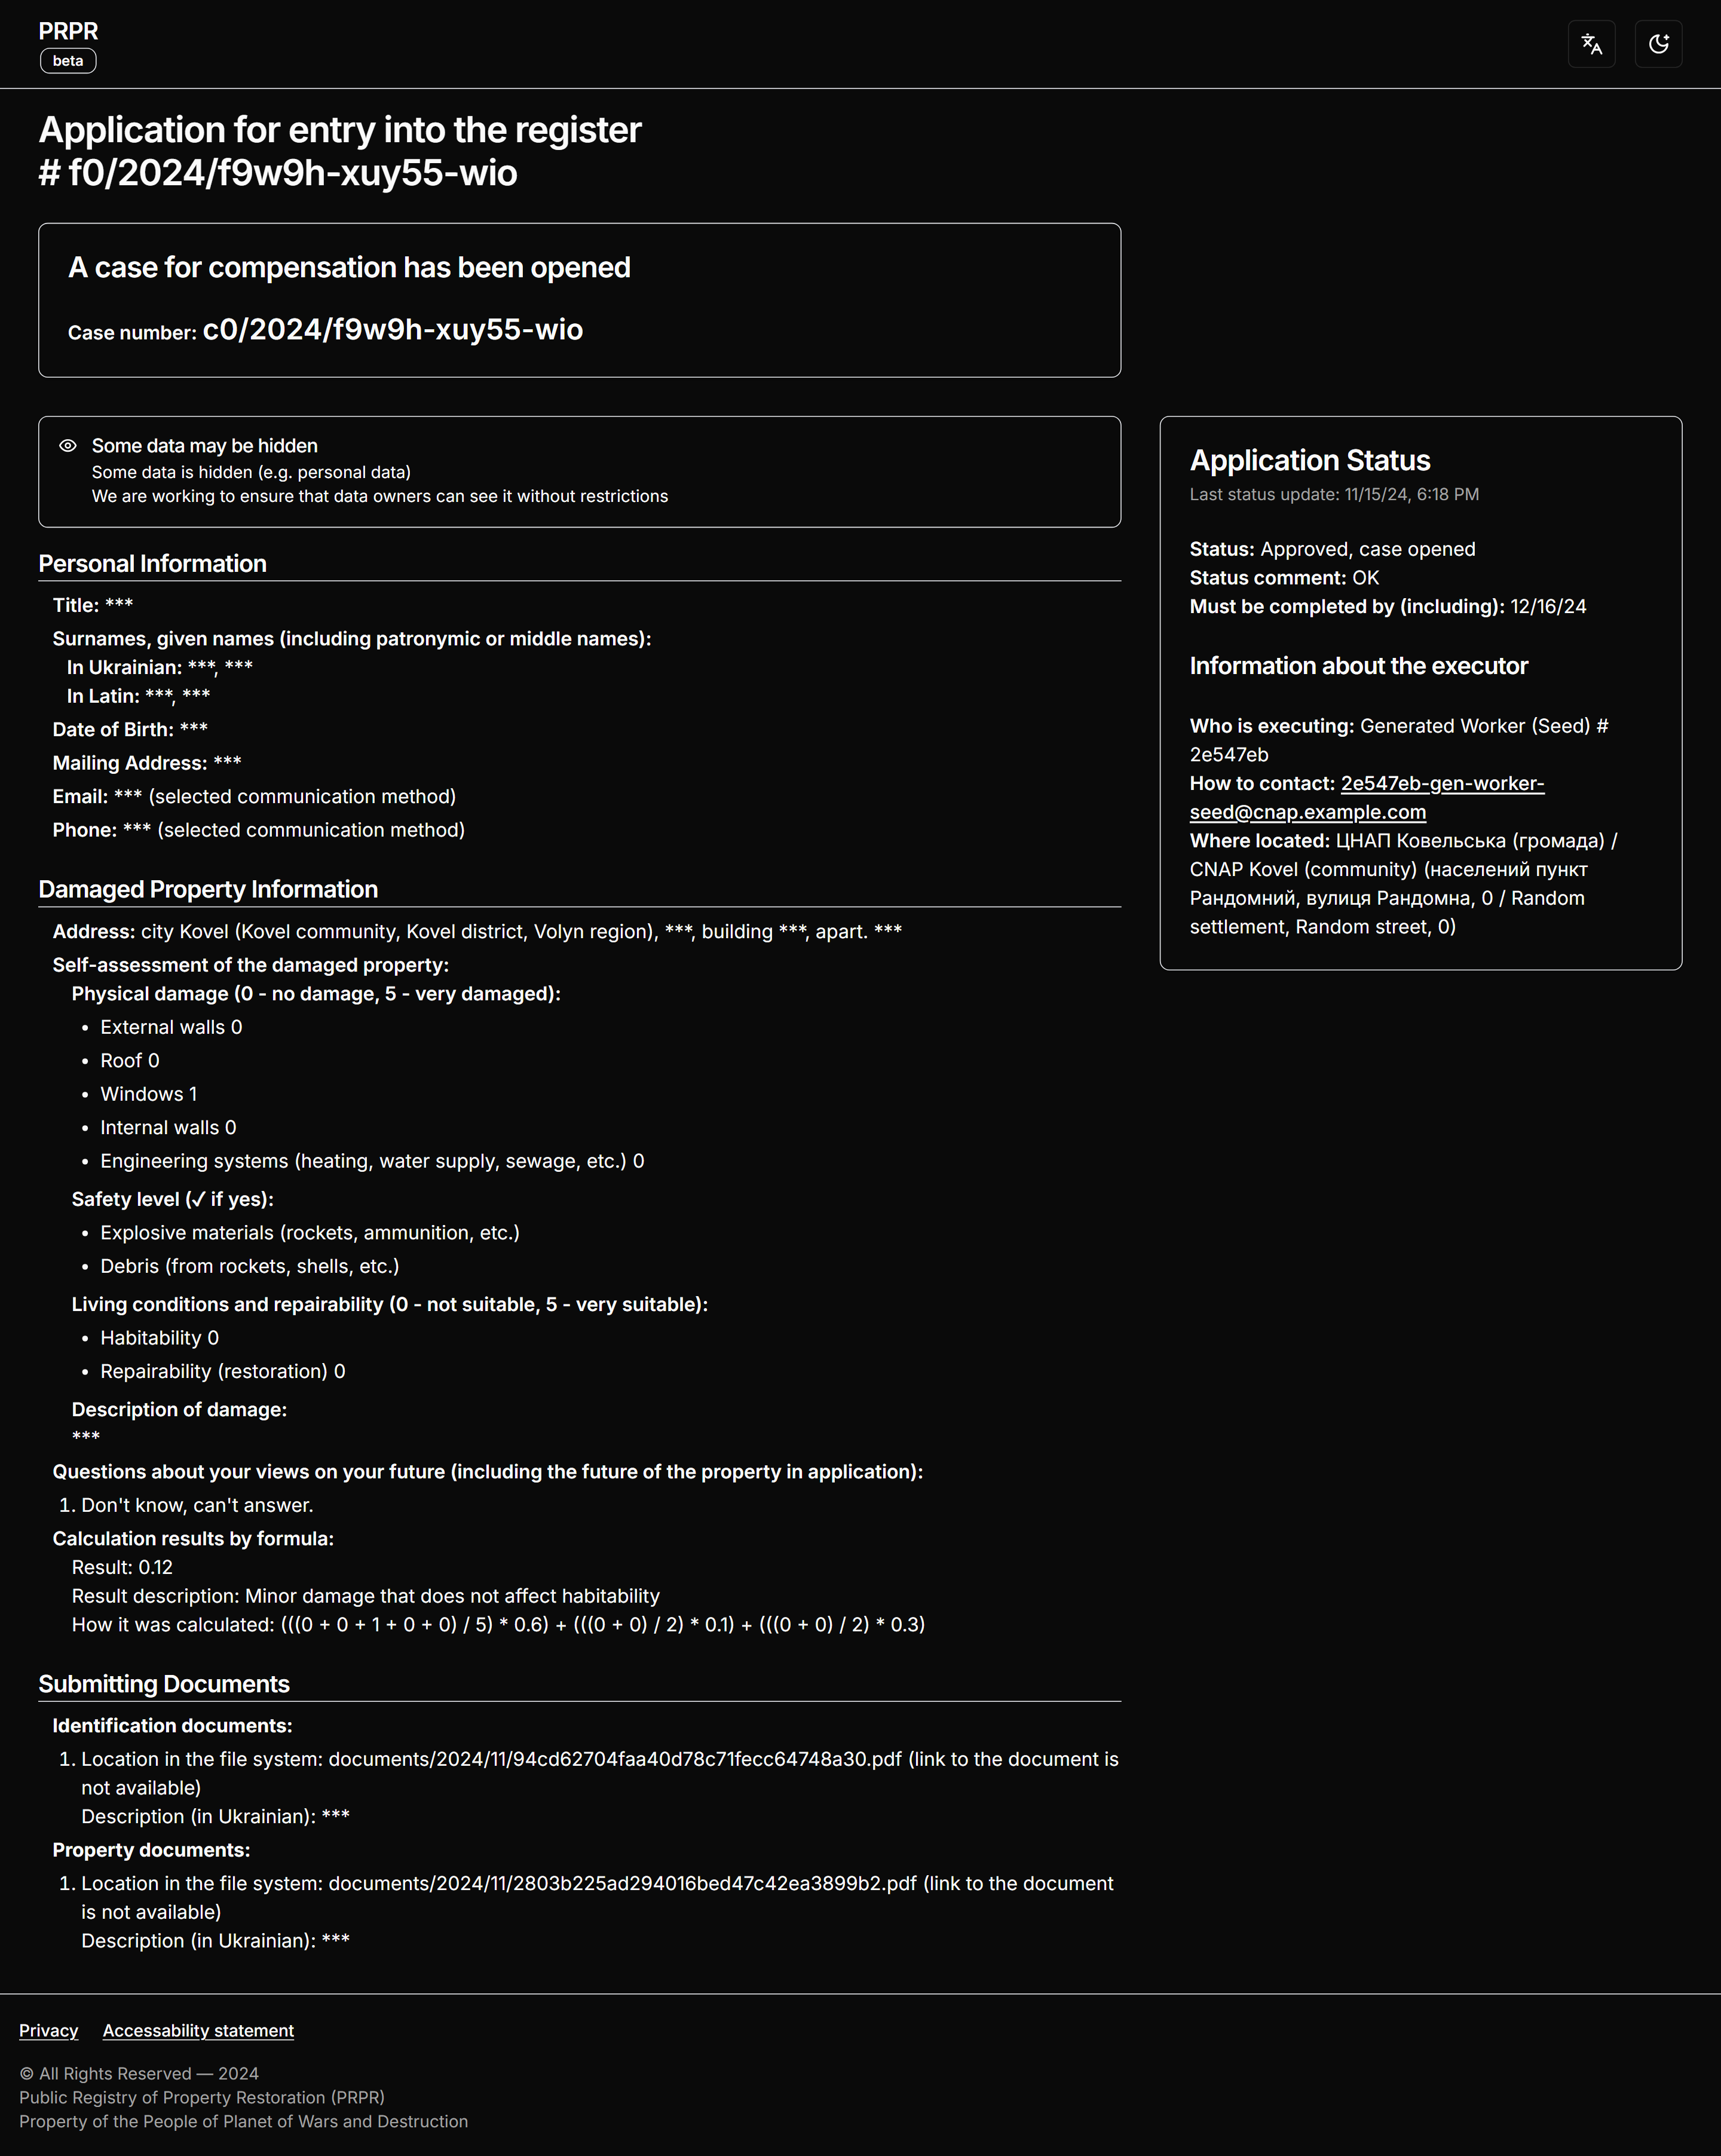 PRPR
beta
Application for entry into the register
# f0/2024/f9w9h-xuy55-wio
A case for compensation has been opened
Case number: c0/2024/f9w9h-xuy55-wio
Some data may be hidden
Some data is hidden (e.g. personal data)
We are working to ensure that data owners can see it without restrictions
Personal Information
Title: ***
Surnames, given names (including patronymic or middle names):
In Ukrainian: ***, ***
In Latin: ***, ***
Date of Birth: ***
Mailing Address: ***
Email: *** (selected communication method)
Phone: *** (selected communication method)
Damaged Property Information
Address: city Kovel (Kovel community, Kovel district, Volyn region), ***, building ***, apart. ***
Self-assessment of the damaged property:
Physical damage (0 - no damage, 5 - very damaged):
• External walls 0
• Roof 0
• Windows 1
• Internal walls 0
• Engineering systems (heating, water supply, sewage, etc.) 0
Safety level (✓ if yes):
• Explosive materials (rockets, ammunition, etc.)
• Debris (from rockets, shells, etc.)
Living conditions and repairability (0 - not suitable, 5 - very suitable):
• Habitability 0
• Repairability (restoration) 0
Description of damage:
***
Questions about your views on your future (including the future of the property in application):
1. Don't know, can't answer.
Calculation results by formula:
Result: 0.12
Result description: Minor damage that does not affect habitability
How it was calculated: (((0 + 0 + 1 + 0 + 0) / 5) * 0.6) + (((0 + 0) / 2) * 0.1) + (((0 + 0) / 2) * 0.3)
Submitting Documents
Identification documents:
1. Location in the file system: documents/2024/11/94cd62704faa40d78c71fecc64748a30.pdf (link to the document is
not available)
Description (in Ukrainian): ***
Property documents:
1. Location in the file system: documents/2024/11/2803b225ad294016bed47c42ea3899b2.pdf (link to the document
is not available)
Description (in Ukrainian): ***
Application Status
Last status update: 11/15/24, 6:18 PM
Status: Approved, case opened
Status comment: OK
Must be completed by (including): 12/16/24
Information about the executor
Who is executing: Generated Worker (Seed) #
2e547eb
How to contact: 2e547eb-gen-worker-
seed@cnap.example.com
Where located: ЦНАП Ковельська (громада) /
CNAP Kovel (community) (населений пункт
Рандомний, вулиця Рандомна, 0 / Random
settlement, Random street, 0)
Privacy Accessability statement
© All Rights Reserved — 2024
Public Registry of Property Restoration (PRPR)
Property of the People of Planet of Wars and Destruction